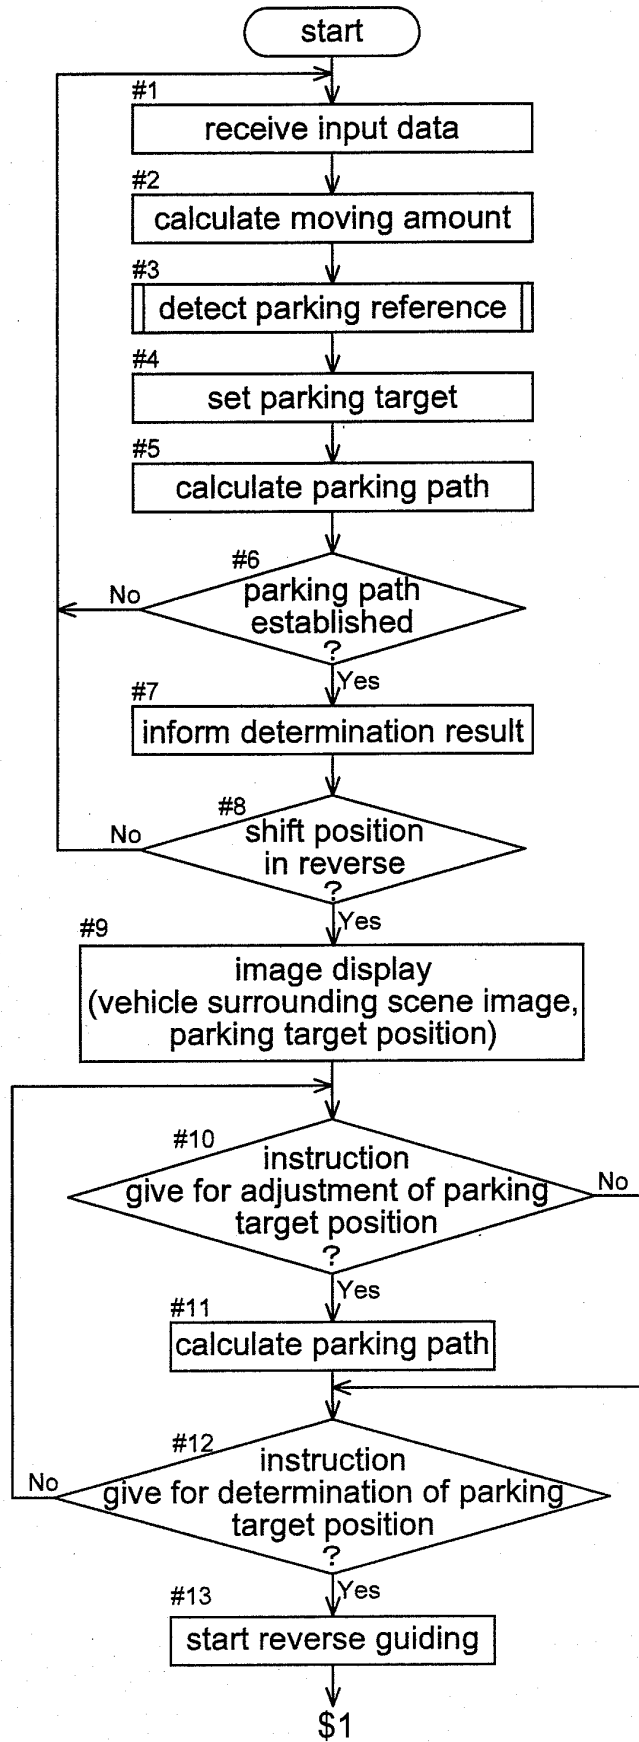 start
#1
receive input data
#2
calculate moving amount
#3
detect parking reference
#4
set parking target
#5
calculate parking path
#6
parking path
established
?
No
Yes
#7
inform determination result
#8
shift position
in reverse
?
No
Yes
#9
image display
(vehicle surrounding scene image,
parking target position)
#10
instruction
give for adjustment of parking
target position
?
No
Yes
#11
calculate parking path
#12
instruction
give for determination of parking
target position
?
No
Yes
#13
start reverse guiding
$1